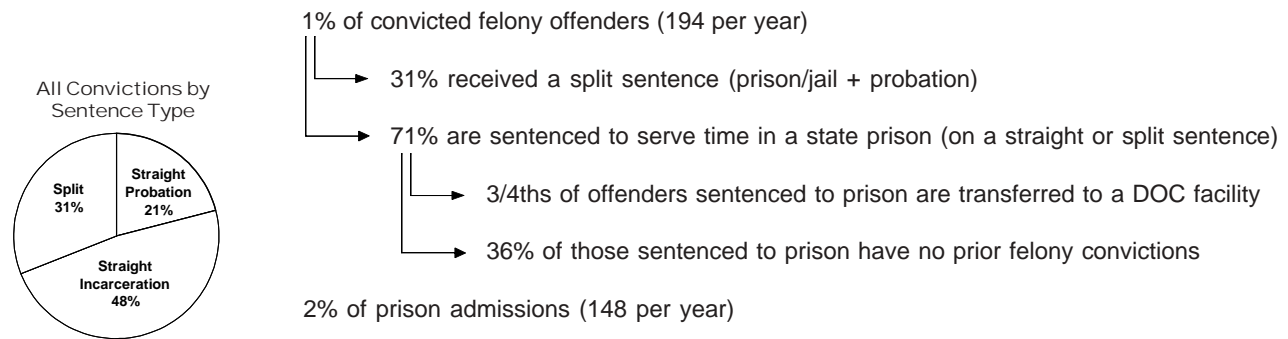 1% of convicted felony offenders (194 per year)
31% received a split sentence (prison/jail + probation)
71% are sentenced to serve time in a state prison (on a straight or split sentence)
3/4ths of offenders sentenced to prison are transferred to a DOC facility
36% of those sentenced to prison have no prior felony convictions
2% of prison admissions (148 per year)
All Convictions by
Sentence Type
Split
31%
Straight
Probation
21%
Straight
Incarceration
48%